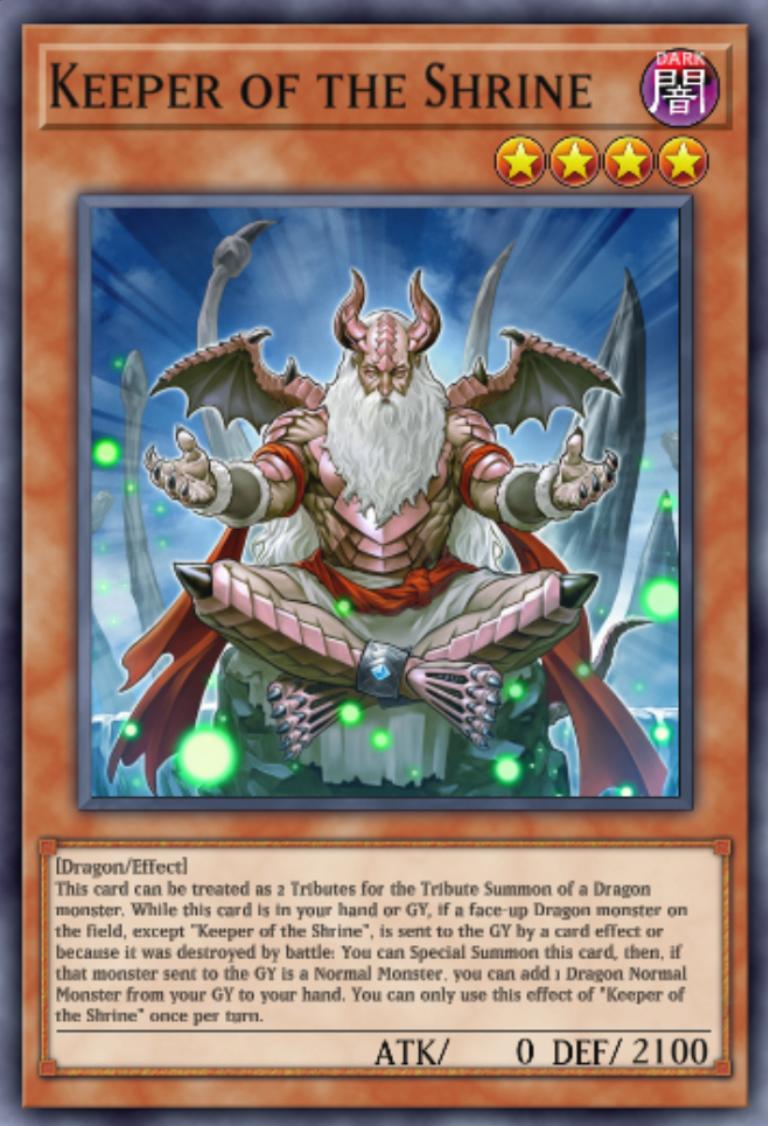 KEEPER OF THE SHRINE
DARK
闇
[Dragon/Effect]
This card can be treated as 2 Tributes for the Tribute Summon of a Dragon
monster. While this card is in your hand or GY, if a face-up Dragon monster on
the field, except "Keeper of the Shrine", is sent to the GY by a card effect or
because it was destroyed by battle: You can Special Summon this card, then, if
that monster sent to the GY is a Normal Monster, you can add 1 Dragon Normal
Monster from your GY to your hand. You can only use this effect of "Keeper of
the Shrine" once per turn.
ATK/ 0 DEF/ 2100